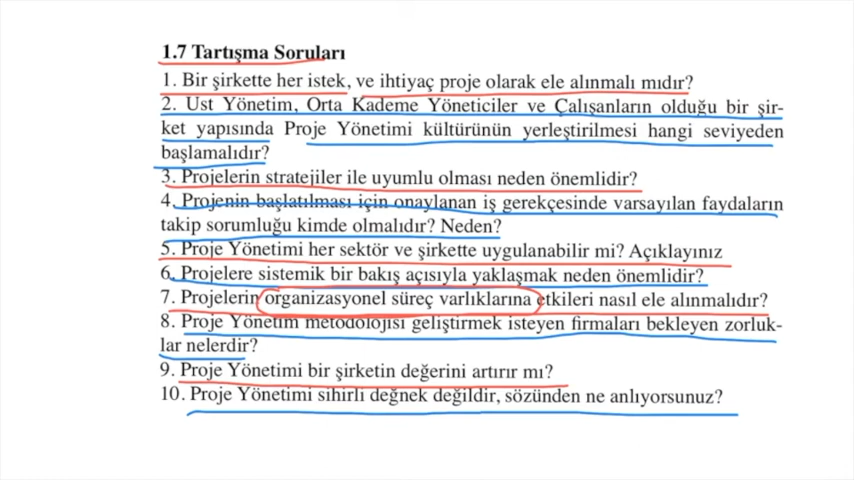 1.7 Tartışma Soruları
1. Bir şirkette her istek, ve ihtiyaç proje olarak ele alınmalı mıdır?
2. Üst Yönetim, Orta Kademe Yöneticiler ve Çalışanların olduğu bir şir-
ket yapısında Proje Yönetimi kültürünün yerleştirilmesi hangi seviyeden
başlamalıdır?
3. Projelerin stratejiler ile uyumlu olması neden önemlidir?
4. Projenin başlatılması için onaylanan iş gerekçesinde varsayılan faydaların
takip sorumluğu kimde olmalıdır? Neden?
5. Proje Yönetimi her sektör ve şirkette uygulanabilir mi? Açıklayınız
6. Projelere sistemik bir bakış açısıyla yaklaşmak neden önemlidir?
7. Projelerin organizasyonel süreç varlıklarına etkileri nasıl ele alınmalıdır?
8. Proje Yönetim metodolojisi geliştirmek isteyen firmaları bekleyen zorluk-
lar nelerdir?
9. Proje Yönetimi bir şirketin değerini artırır mı?
10. Proje Yönetimi sihirli değnek değildir, sözünden ne anlıyorsunuz?